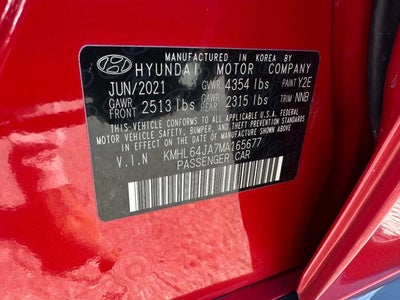 MANUFACTURED IN KOREA BY
HYUNDAI MOTOR COMPANY
JUN/2021 GVWR 4354 lbs PAINT Y2E
GAWR FRONT 2513 lbs GAWR REAR 2315 lbs TRIM NNB
THIS VEHICLE CONFORMS TO ALL APPLICABLE U.S.A. FEDERAL
MOTOR VEHICLE SAFETY, BUMPER, AND THEFT PREVENTION STANDARDS
IN EFFECT ON THE DATE OF MANUFACTURE SHOWN ABOVE.
V.I.N KMHL64JA7MA165677
PASSENGER CAR